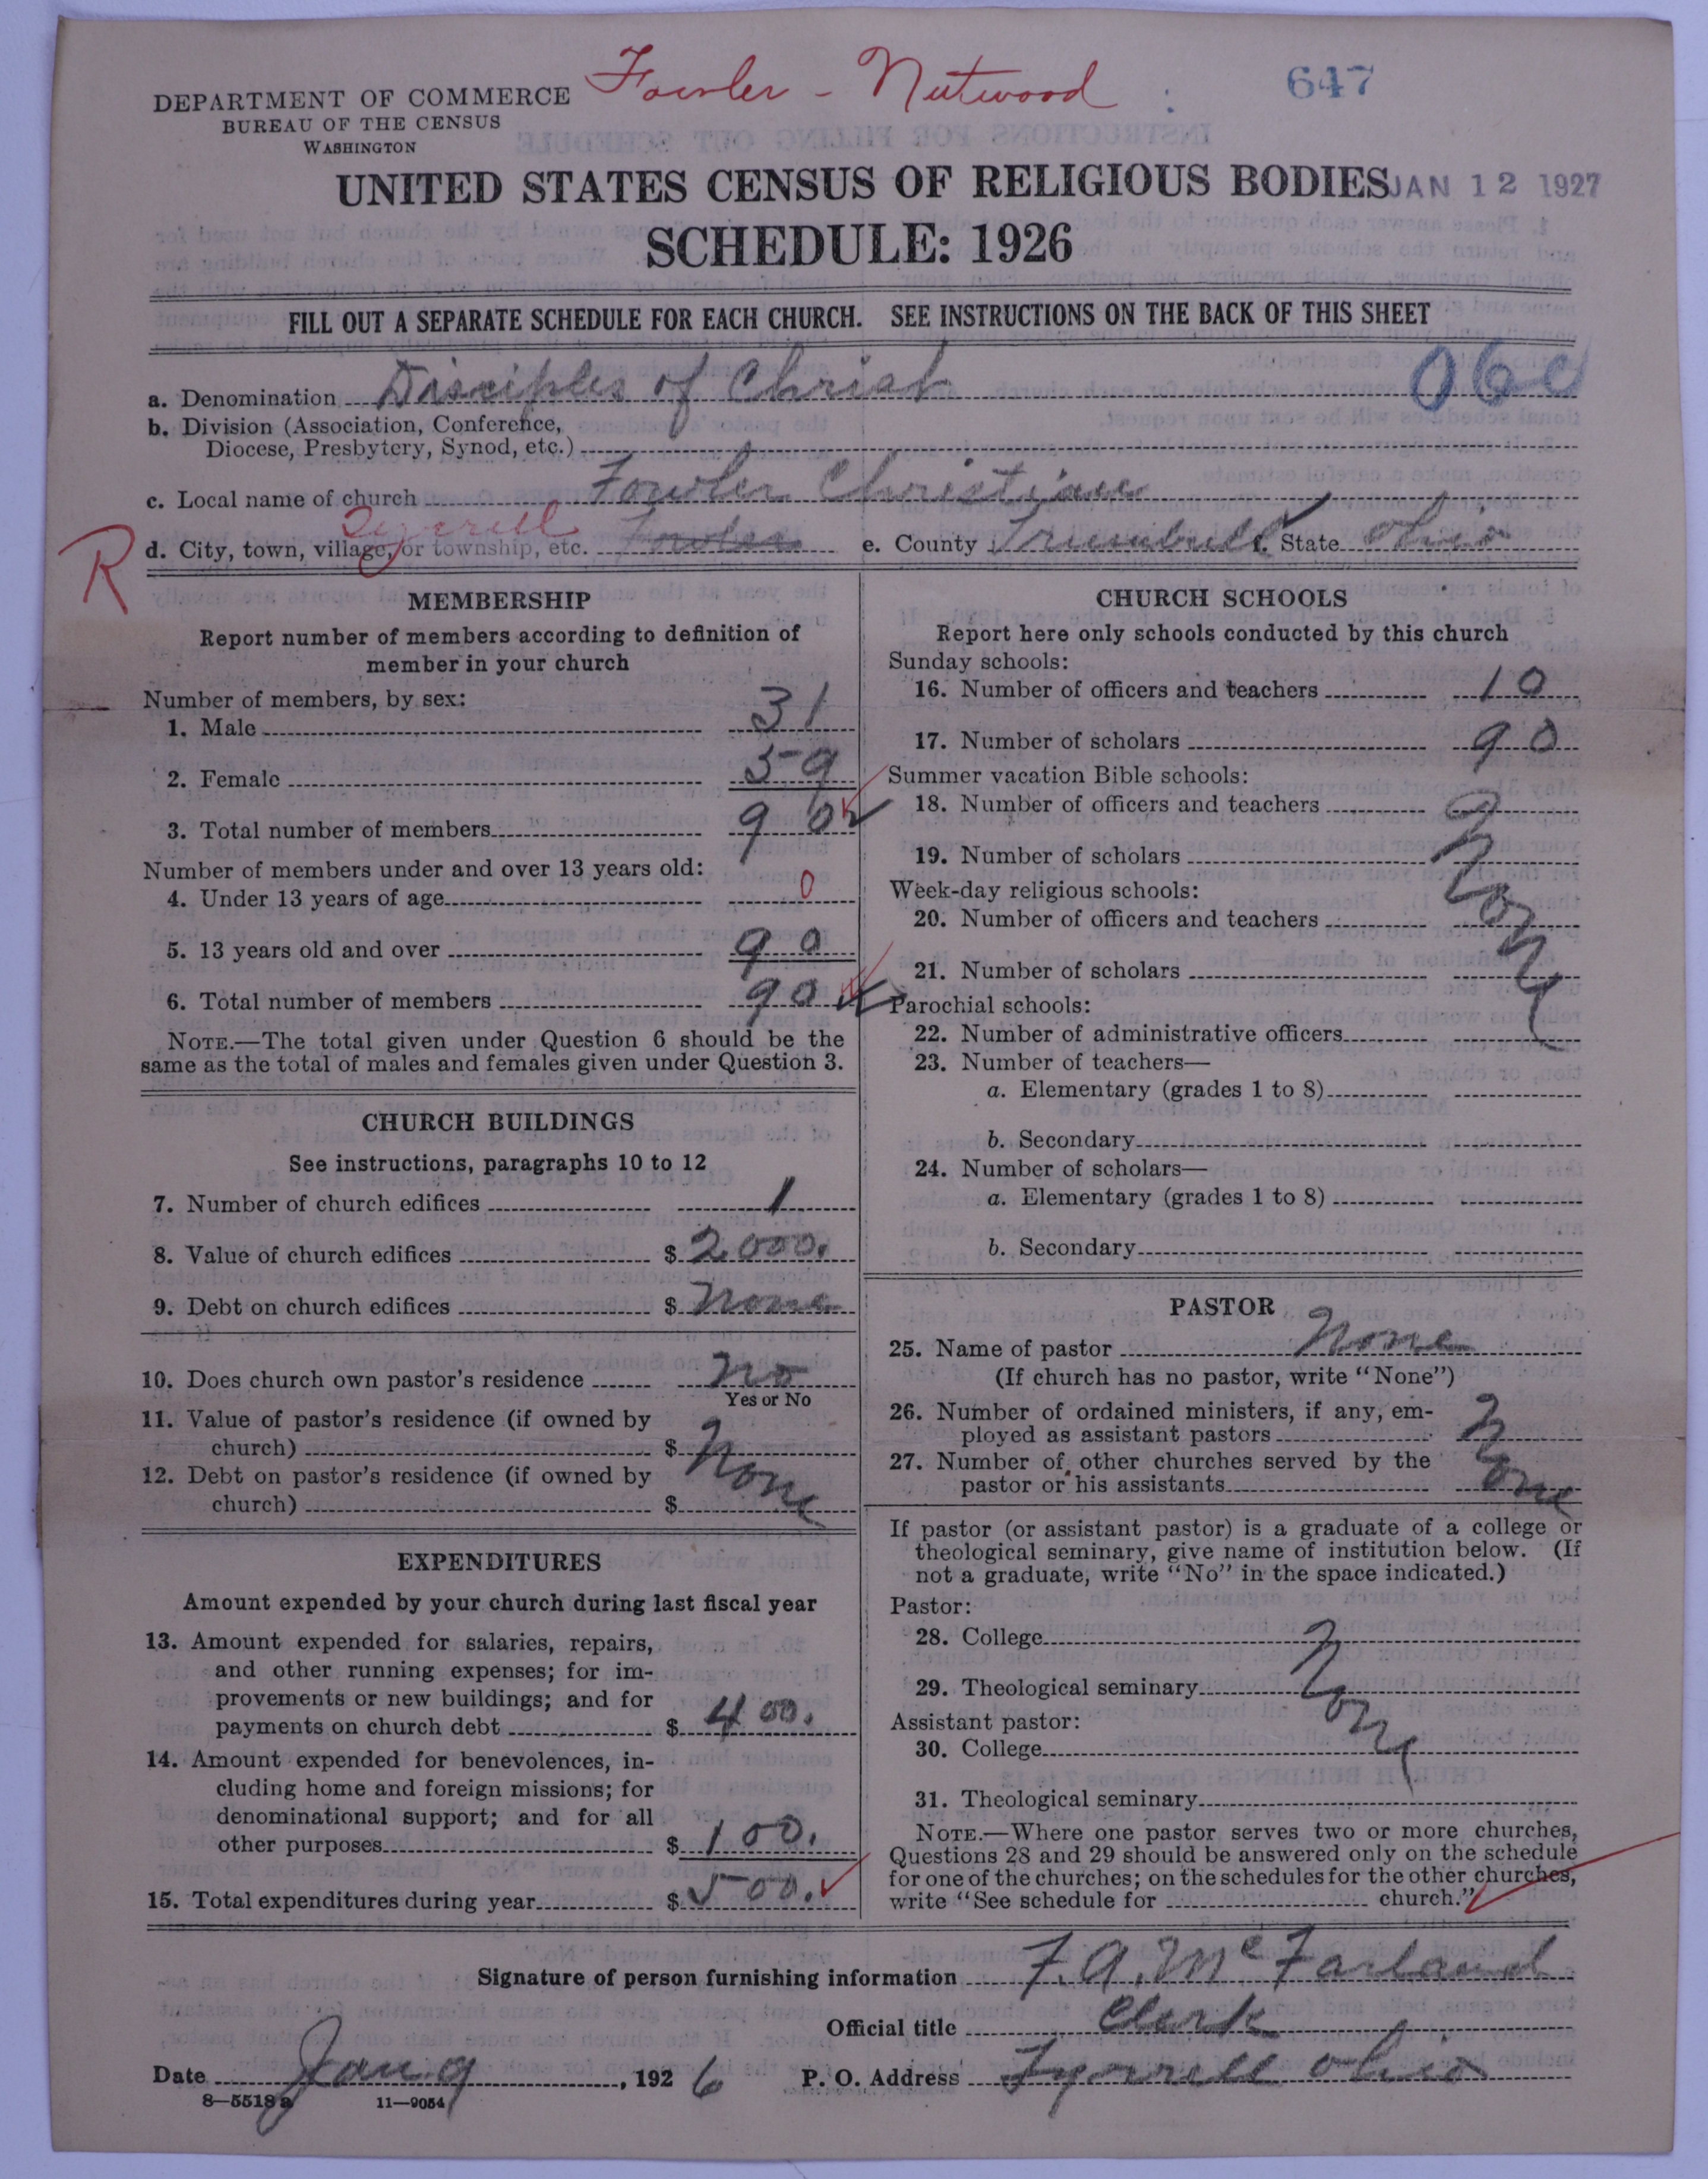 Fowler - Nutwood
647
DEPARTMENT OF COMMERCE
BUREAU OF THE CENSUS
WASHINGTON
UNITED STATES CENSUS OF RELIGIOUS BODIES JAN 12 1927
SCHEDULE: 1926
FILL OUT A SEPARATE SCHEDULE FOR EACH CHURCH. SEE INSTRUCTIONS ON THE BACK OF THIS SHEET
a. Denomination Disciples of Christ
b. Division (Association, Conference,
Diocese, Presbytery, Synod, etc.)
c. Local name of church Fowler Christian
R
d. City, town, village, or township, etc. Fowler e. County Trumbull f. State Ohio
MEMBERSHIP
Report number of members according to definition of
member in your church
Number of members, by sex:
1. Male 31
2. Female 59
3. Total number of members 90
Number of members under and over 13 years old:
4. Under 13 years of age 0
5. 13 years old and over 90
6. Total number of members 90
NOTE.—The total given under Question 6 should be the
same as the total of males and females given under Question 3.
CHURCH BUILDINGS
See instructions, paragraphs 10 to 12
7. Number of church edifices 1
8. Value of church edifices $ 2000.
9. Debt on church edifices $ None
10. Does church own pastor's residence no
Yes or No
11. Value of pastor's residence (if owned by
church) $ None
12. Debt on pastor's residence (if owned by
church) $
EXPENDITURES
Amount expended by your church during last fiscal year
13. Amount expended for salaries, repairs,
and other running expenses; for im-
provements or new buildings; and for
payments on church debt $ 400.
14. Amount expended for benevolences, in-
cluding home and foreign missions; for
denominational support; and for all
other purposes $ 100.
15. Total expenditures during year $ 500.
CHURCH SCHOOLS
Report here only schools conducted by this church
Sunday schools:
16. Number of officers and teachers 10
17. Number of scholars 90
Summer vacation Bible schools:
18. Number of officers and teachers
19. Number of scholars
Week-day religious schools:
20. Number of officers and teachers
21. Number of scholars
Parochial schools:
22. Number of administrative officers
23. Number of teachers—
a. Elementary (grades 1 to 8)
b. Secondary
24. Number of scholars—
a. Elementary (grades 1 to 8)
b. Secondary
PASTOR
25. Name of pastor None
(If church has no pastor, write "None")
26. Number of ordained ministers, if any, em-
ployed as assistant pastors None
27. Number of other churches served by the
pastor or his assistants
If pastor (or assistant pastor) is a graduate of a college or
theological seminary, give name of institution below. (If
not a graduate, write "No" in the space indicated.)
Pastor:
28. College
29. Theological seminary
Assistant pastor:
30. College
31. Theological seminary
NOTE.—Where one pastor serves two or more churches,
Questions 28 and 29 should be answered only on the schedule
for one of the churches; on the schedules for the other churches,
write "See schedule for church."
Signature of person furnishing information F. A. McFarland
Official title Clerk
Date Jan 9, 1926 P. O. Address Tyrrell Ohio
8—5518 a 11—9054